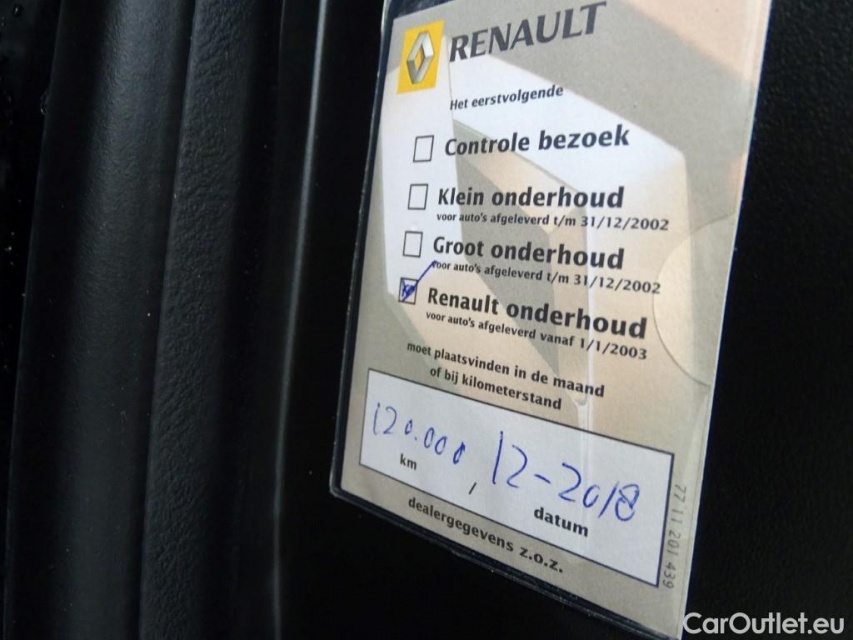 RENAULT
Het eerstvolgende
Controle bezoek
Klein onderhoud
voor auto's afgeleverd t/m 31/12/2002
Groot onderhoud
voor auto's afgeleverd t/m 31/12/2002
Renault onderhoud
voor auto's afgeleverd vanaf 1/1/2003
moet plaatsvinden in de maand
of bij kilometerstand
120.000, 12-2018
km datum
dealergegevens z.o.z.
77 11 201 439
CarOutlet.eu